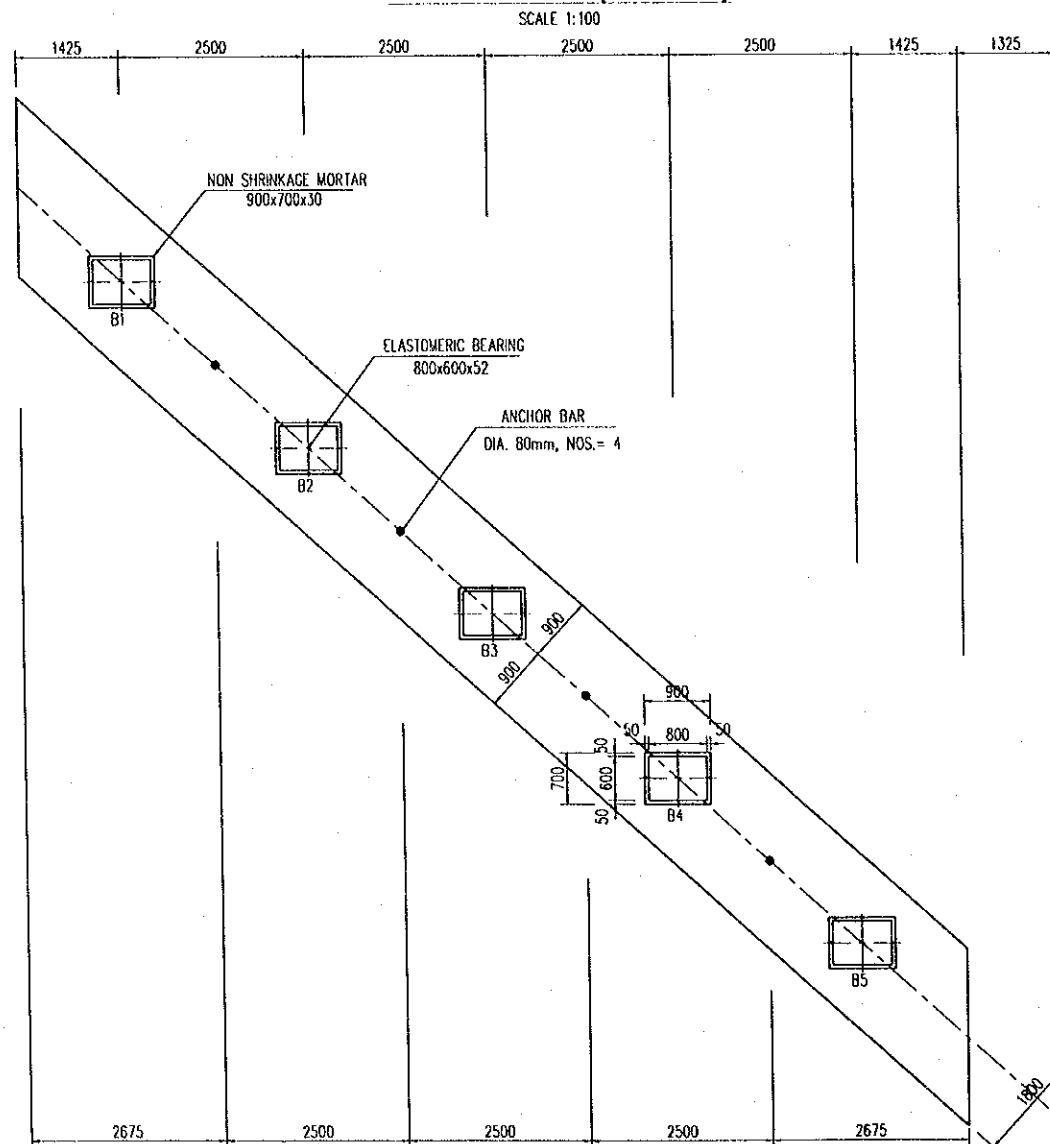 SCALE 1:100
1425 2500 2500 2500 2500 1425 1325
NON SHRINKAGE MORTAR
900x700x30
B1
ELASTOMERIC BEARING
800x600x52
B2
ANCHOR BAR
DIA. 80mm, NOS.= 4
B3
900
900
900
50 800 50
50
700 600
50
B4
B5
1800
2675 2500 2500 2500 2675